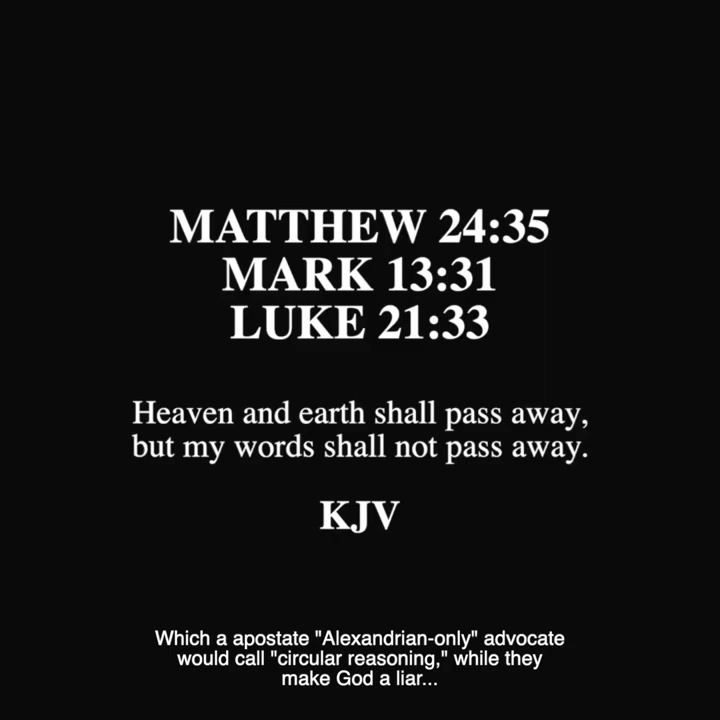 MATTHEW 24:35
MARK 13:31
LUKE 21:33
Heaven and earth shall pass away,
but my words shall not pass away.
KJV
Which a apostate "Alexandrian-only" advocate
would call "circular reasoning," while they
make God a liar...